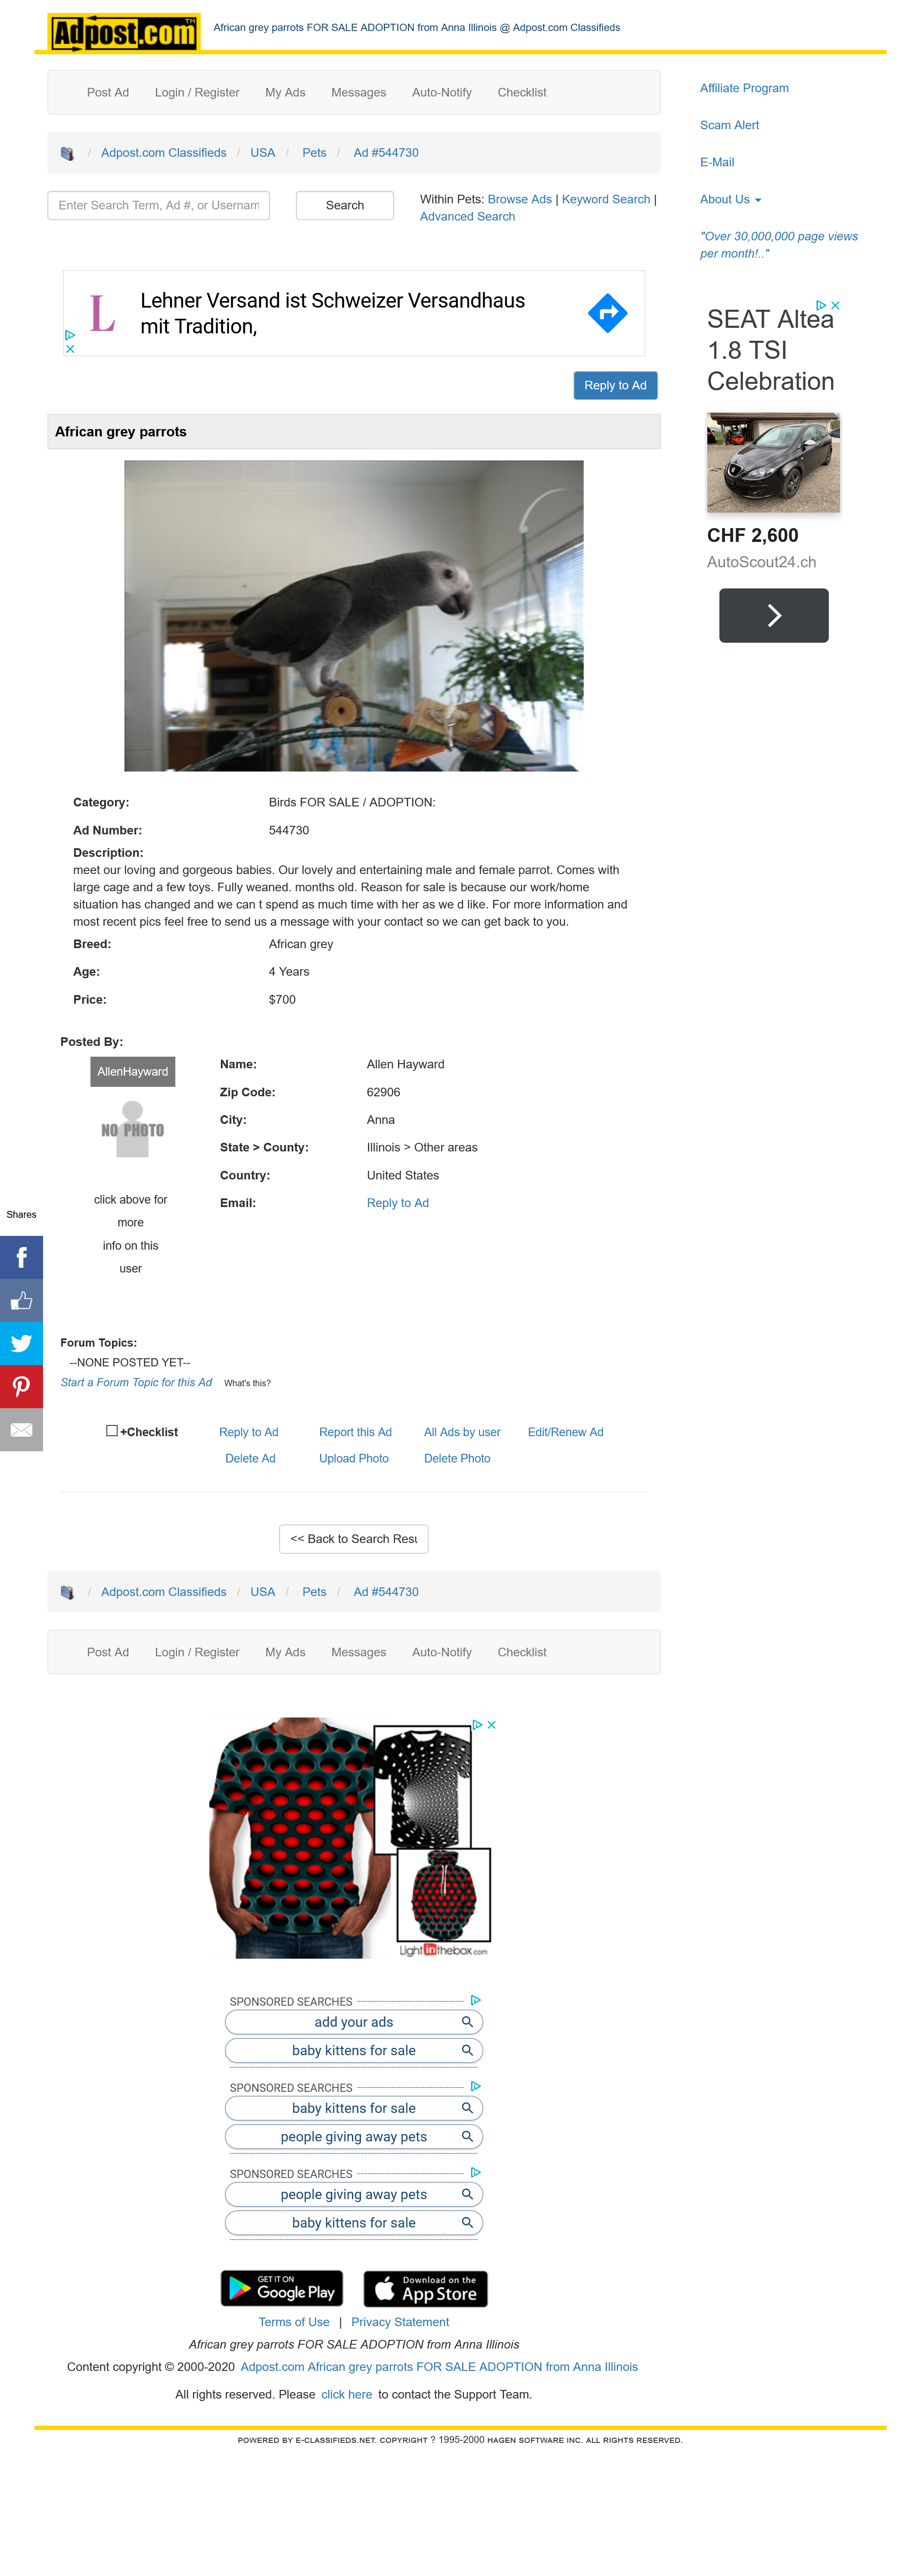 Adpost.com TM
African grey parrots FOR SALE ADOPTION from Anna Illinois @ Adpost.com Classifieds
Post Ad Login / Register My Ads Messages Auto-Notify Checklist
/ Adpost.com Classifieds / USA / Pets / Ad #544730
Enter Search Term, Ad #, or Usernam
Search
Within Pets: Browse Ads | Keyword Search |
Advanced Search
Affiliate Program
Scam Alert
E-Mail
About Us
"Over 30,000,000 page views
per month!.."
L
Lehner Versand ist Schweizer Versandhaus
mit Tradition,
SEAT Altea
1.8 TSI
Celebration
CHF 2,600
AutoScout24.ch
Reply to Ad
African grey parrots
Category: Birds FOR SALE / ADOPTION:
Ad Number: 544730
Description:
meet our loving and gorgeous babies. Our lovely and entertaining male and female parrot. Comes with
large cage and a few toys. Fully weaned. months old. Reason for sale is because our work/home
situation has changed and we can t spend as much time with her as we d like. For more information and
most recent pics feel free to send us a message with your contact so we can get back to you.
Breed: African grey
Age: 4 Years
Price: $700
Posted By:
AllenHayward
NO PHOTO
click above for
more
info on this
user
Name: Allen Hayward
Zip Code: 62906
City: Anna
State > County: Illinois > Other areas
Country: United States
Email: Reply to Ad
Shares
Forum Topics:
--NONE POSTED YET--
Start a Forum Topic for this Ad What's this?
+Checklist Reply to Ad Report this Ad All Ads by user Edit/Renew Ad
Delete Ad Upload Photo Delete Photo
<< Back to Search Resu
/ Adpost.com Classifieds / USA / Pets / Ad #544730
Post Ad Login / Register My Ads Messages Auto-Notify Checklist
Lightinthebox.com
SPONSORED SEARCHES
add your ads
baby kittens for sale
SPONSORED SEARCHES
baby kittens for sale
people giving away pets
SPONSORED SEARCHES
people giving away pets
baby kittens for sale
GET IT ON
Google Play
Download on the
App Store
Terms of Use | Privacy Statement
African grey parrots FOR SALE ADOPTION from Anna Illinois
Content copyright © 2000-2020 Adpost.com African grey parrots FOR SALE ADOPTION from Anna Illinois
All rights reserved. Please click here to contact the Support Team.
POWERED BY E-CLASSIFIEDS.NET. COPYRIGHT ? 1995-2000 HAGEN SOFTWARE INC. ALL RIGHTS RESERVED.